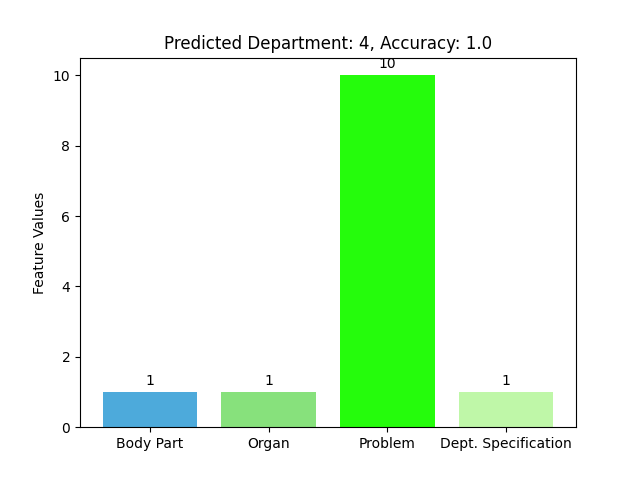 Predicted Department: 4, Accuracy: 1.0
Feature Values
10
8
6
4
2
0
1
1
10
1
Body Part
Organ
Problem
Dept. Specification